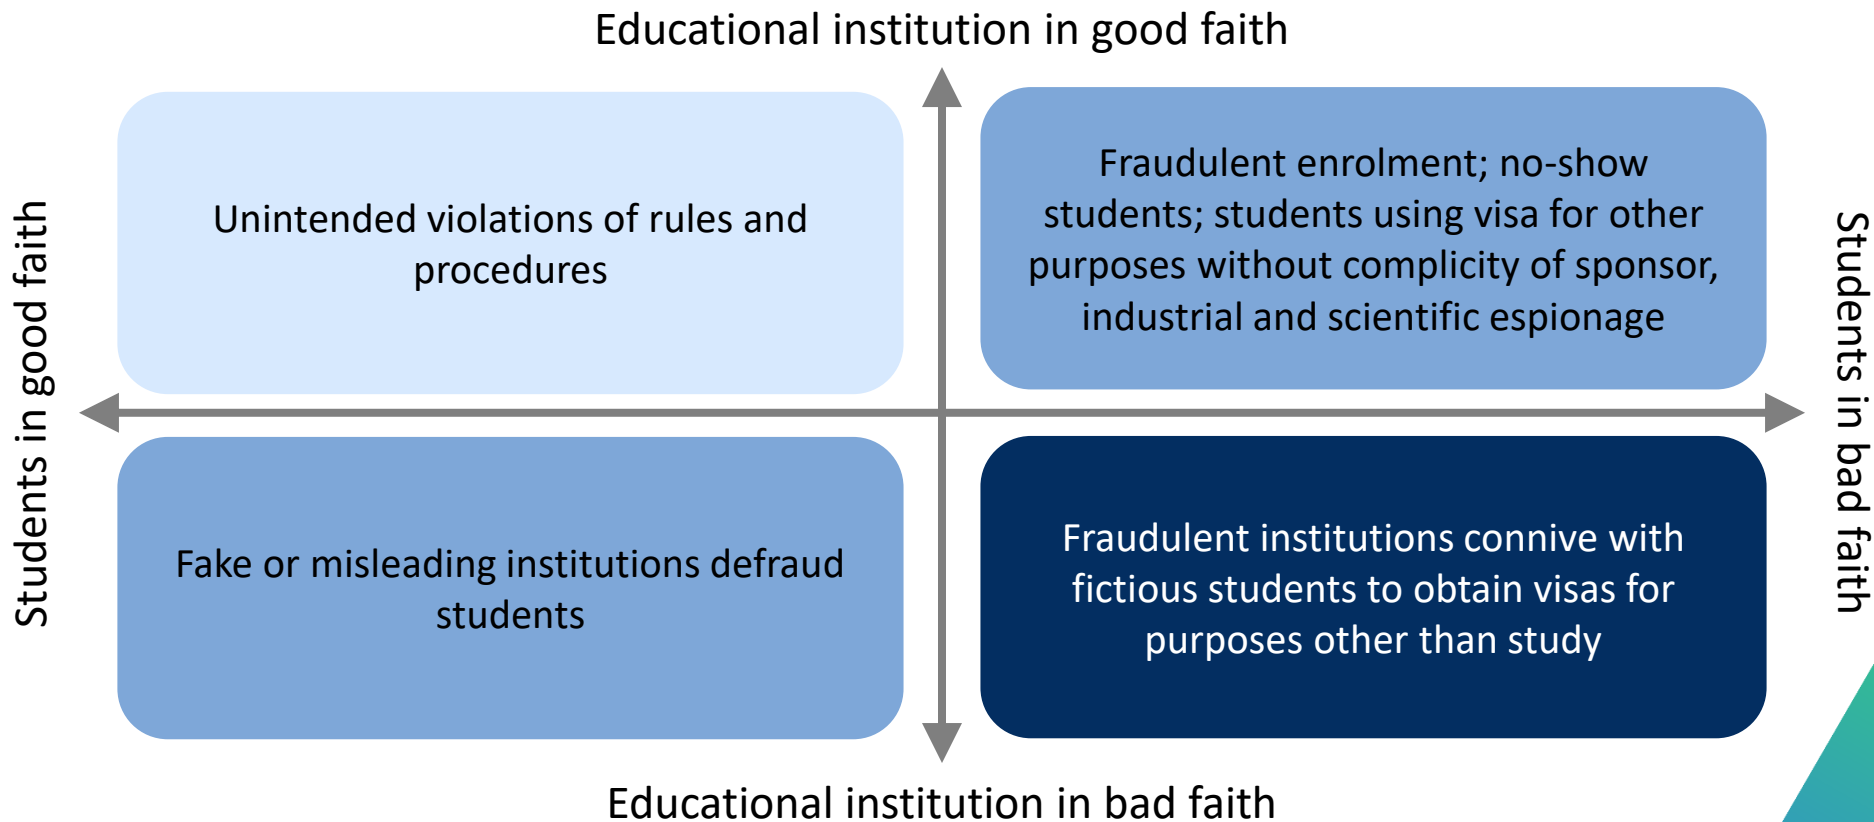 Educational institution in good faith
Students in good faith
Unintended violations of rules and
procedures
Fraudulent enrolment; no-show
students; students using visa for other
purposes without complicity of sponsor,
industrial and scientific espionage
Students in bad faith
Fake or misleading institutions defraud
students
Fraudulent institutions connive with
fictious students to obtain visas for
purposes other than study
Educational institution in bad faith